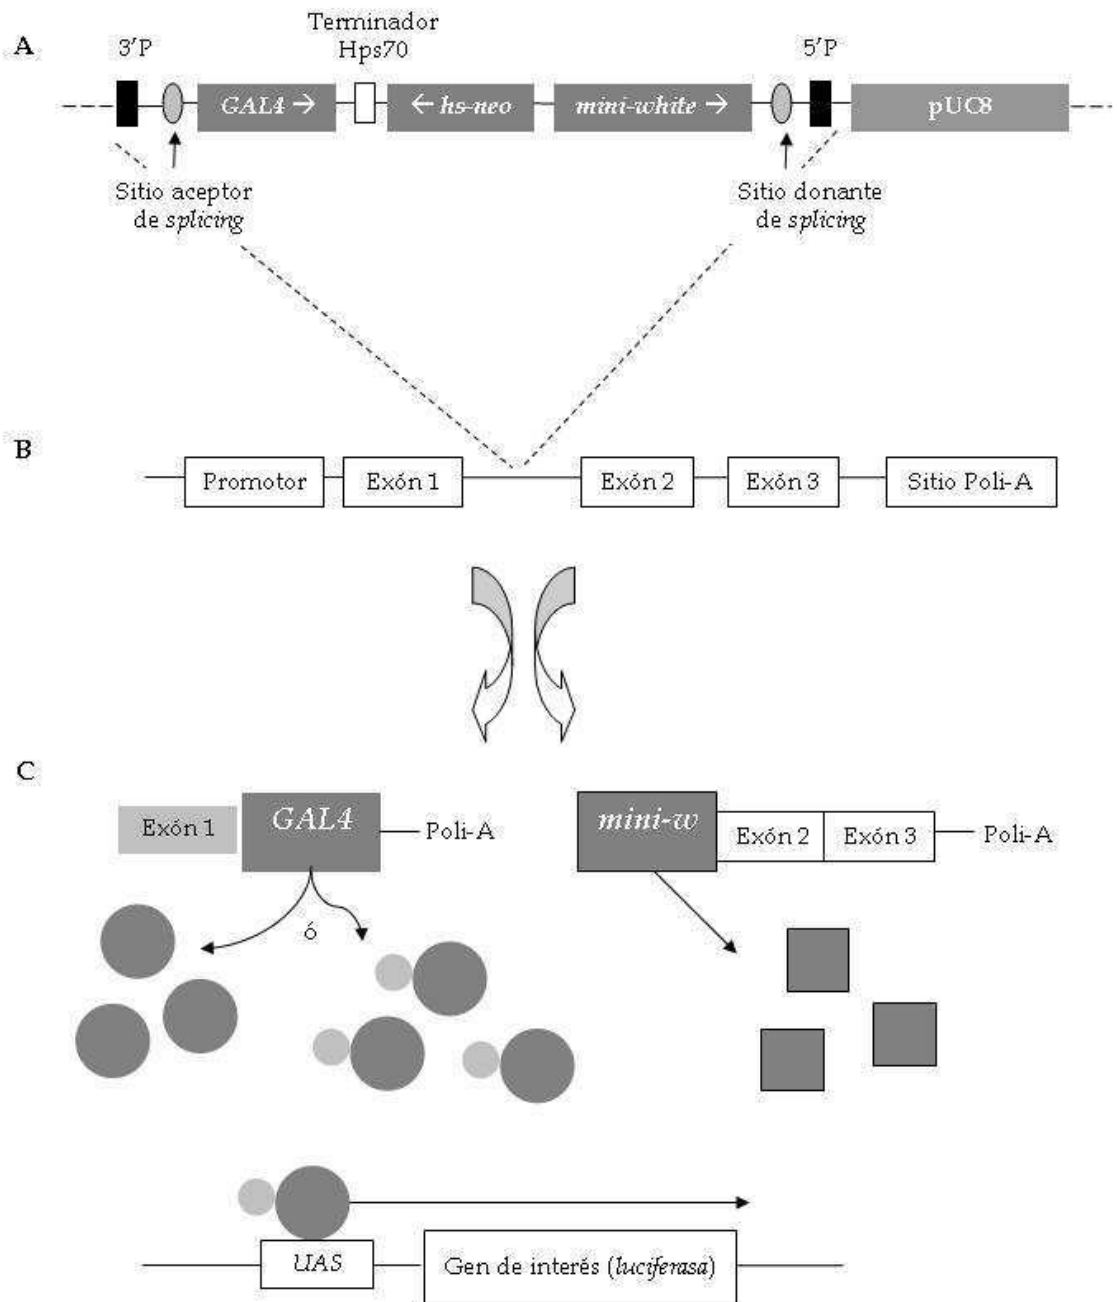 A
3'P
Terminador
Hps70
5'P
GAL4 →
← hs-neo
mini-white →
pUC8
Sitio aceptor
de splicing
Sitio donante
de splicing
B
Promotor
Exón 1
Exón 2
Exón 3
Sitio Poli-A
C
Exón 1
GAL4
Poli-A
mini-w
Exón 2
Exón 3
Poli-A
ó
UAS
Gen de interés (luciferasa)